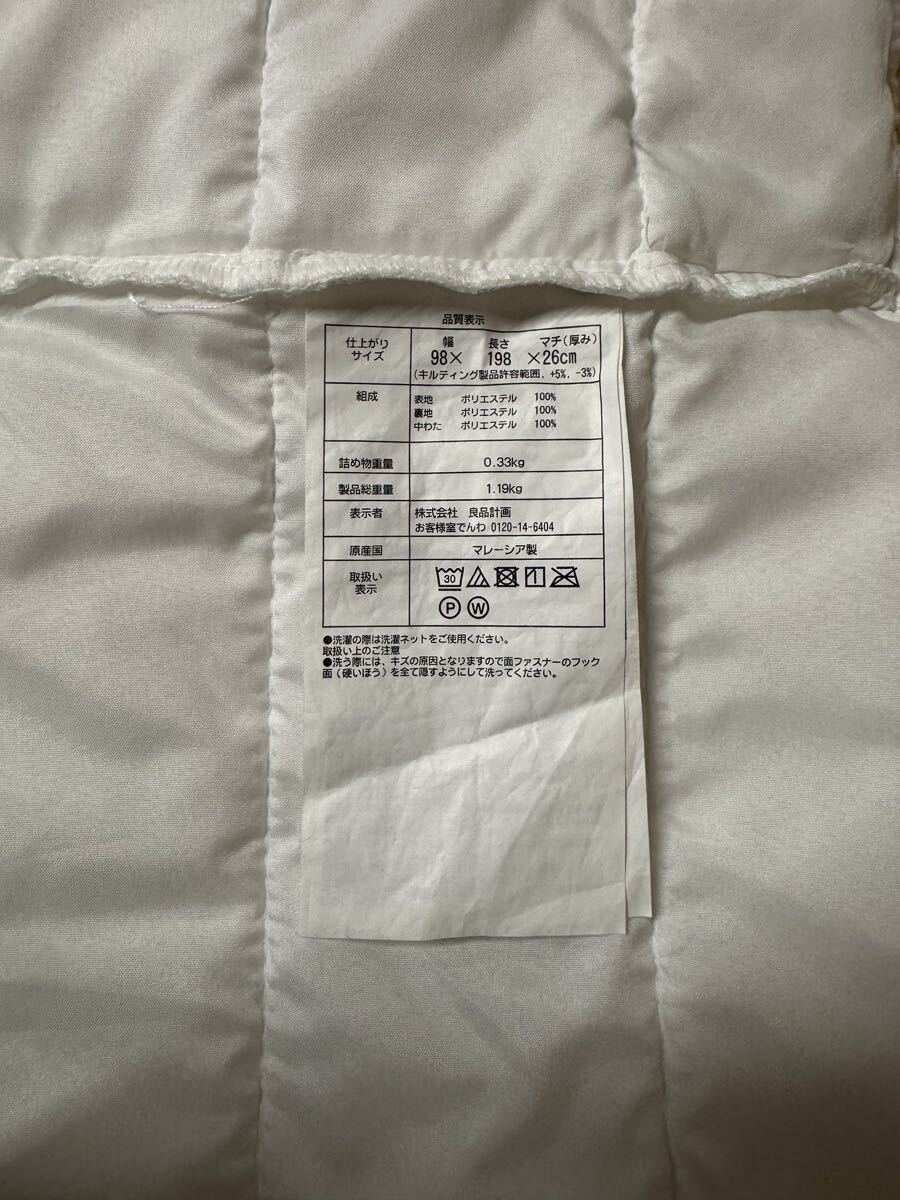 品質表示
仕上がり
サイズ
幅 長さ マチ(厚み)
98× 198 ×26cm
(キルティング製品許容範囲, +5%, -3%)
組成
表地 ポリエステル 100%
裏地 ポリエステル 100%
中わた ポリエステル 100%
詰め物重量 0.33kg
製品総重量 1.19kg
表示者
株式会社 良品計画
お客様室でんわ 0120-14-6404
原産国 マレーシア製
取扱い
表示
30
P W
●洗濯の際は洗濯ネットをご使用ください。
取扱い上のご注意
●洗う際には、キズの原因となりますので面ファスナーのフック
面(硬いほう)を全て隠すようにして洗ってください。